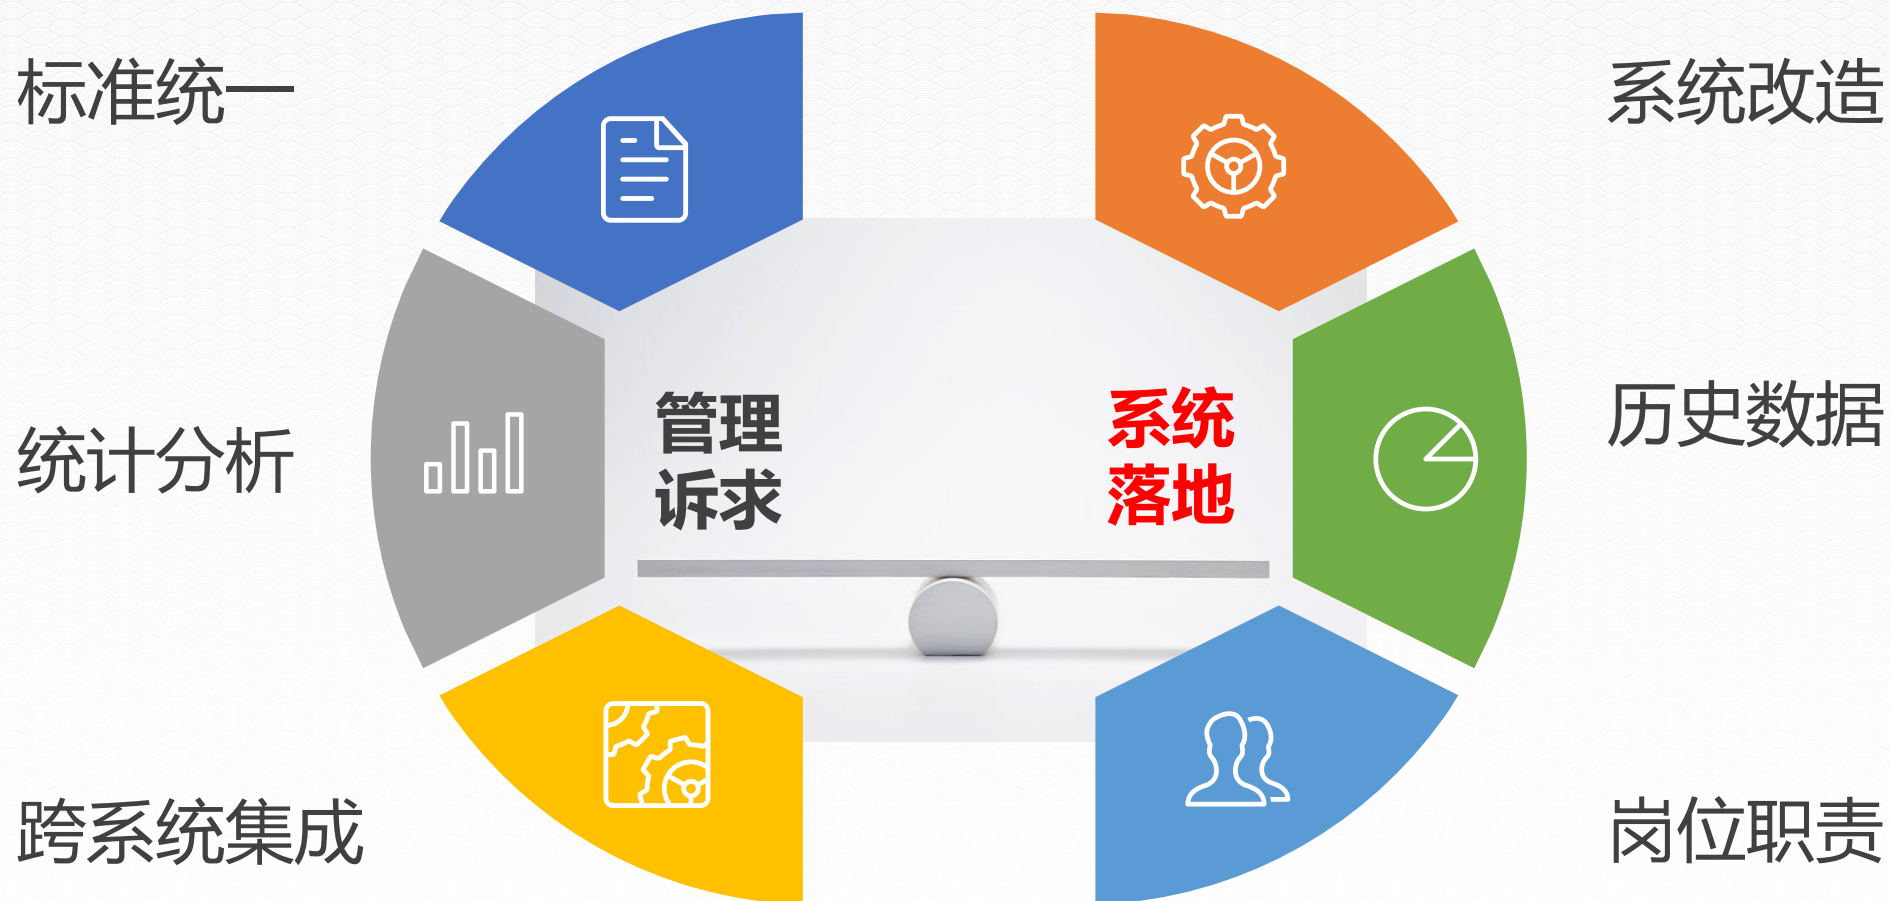 标准统一
系统改造
统计分析
管理
诉求
系统
落地
历史数据
跨系统集成
岗位职责